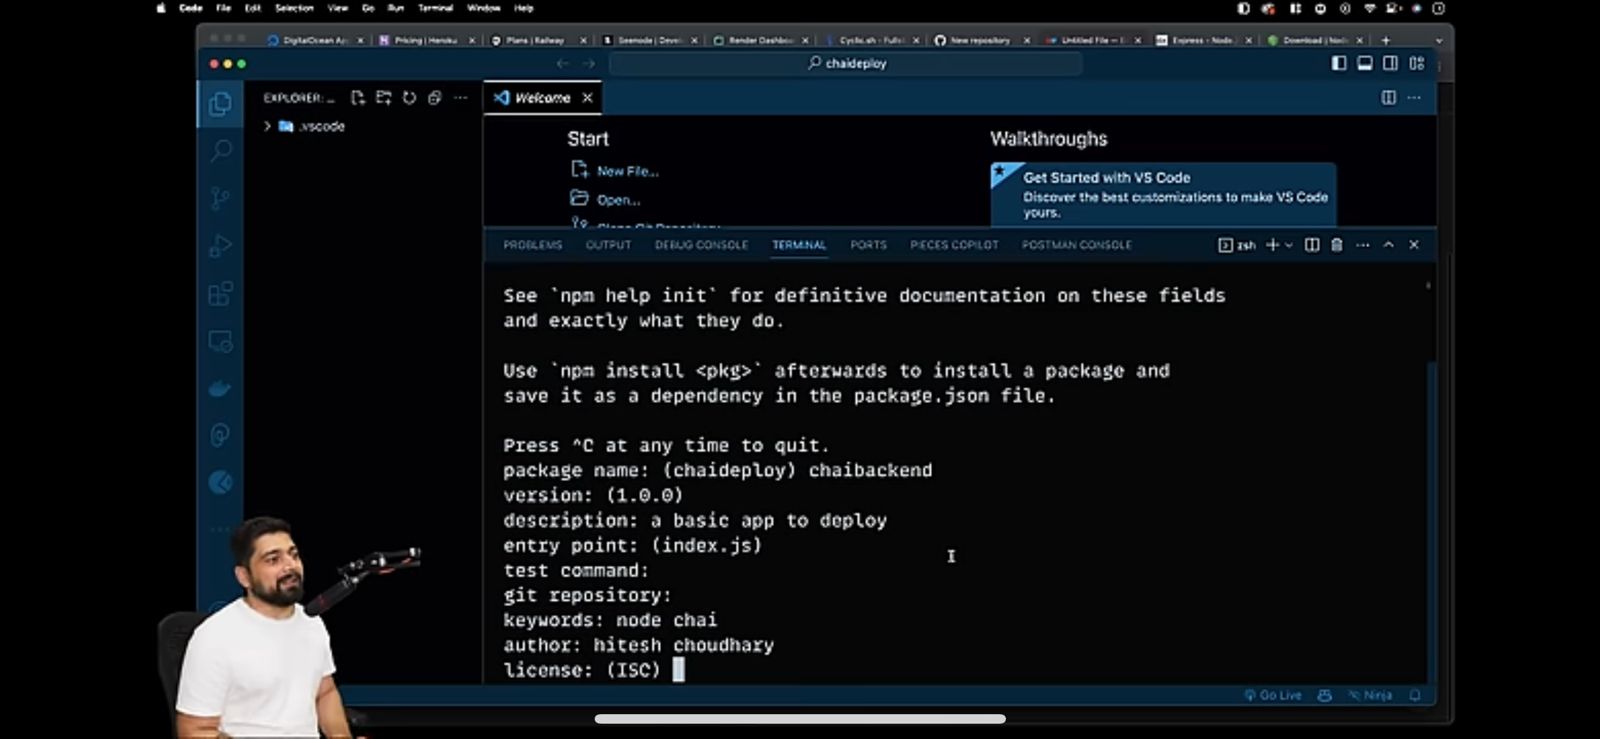 Code File Edit Selection View Go Run Terminal Window Help
DigitalOcean Ap Pricing | Heroku Plans | Railway Seenode | Devel Render Dashbo Cyclic.sh - Full New repository Untitled File — Express - Node. Download | Nod
chaideploy
EXPLORER: ... Welcome
.vscode
Start
New File...
Open...
Clone Git Repository
Walkthroughs
Get Started with VS Code
Discover the best customizations to make VS Code
yours.
PROBLEMS OUTPUT DEBUG CONSOLE TERMINAL PORTS PIECES COPILOT POSTMAN CONSOLE zsh
See `npm help init` for definitive documentation on these fields
and exactly what they do.
Use `npm install <pkg>` afterwards to install a package and
save it as a dependency in the package.json file.
Press ^C at any time to quit.
package name: (chaideploy) chaibackend
version: (1.0.0)
description: a basic app to deploy
entry point: (index.js)
test command:
git repository:
keywords: node chai
author: hitesh choudhary
license: (ISC)
Go Live Ninja